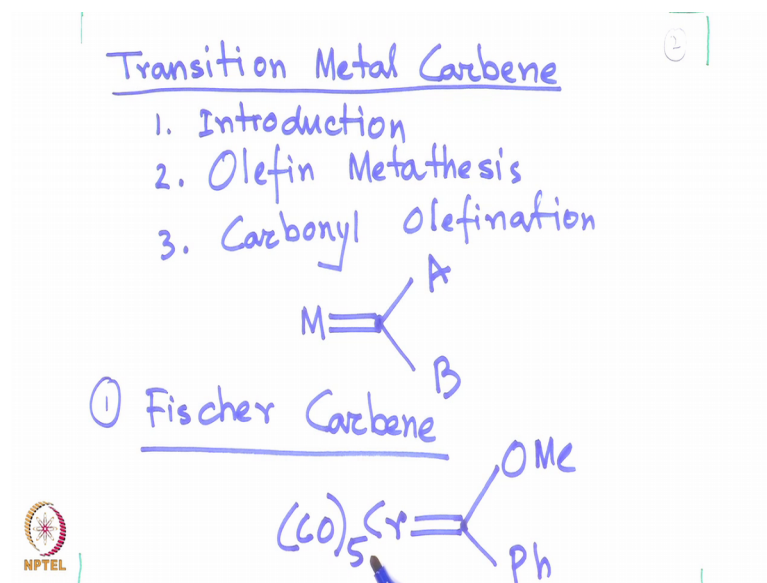 2
Transition Metal Carbene
1. Introduction
2. Olefin Metathesis
3. Carbonyl Olefination
A
M
B
1 Fischer Carbene
OMe
(CO)5Cr
Ph
NPTEL